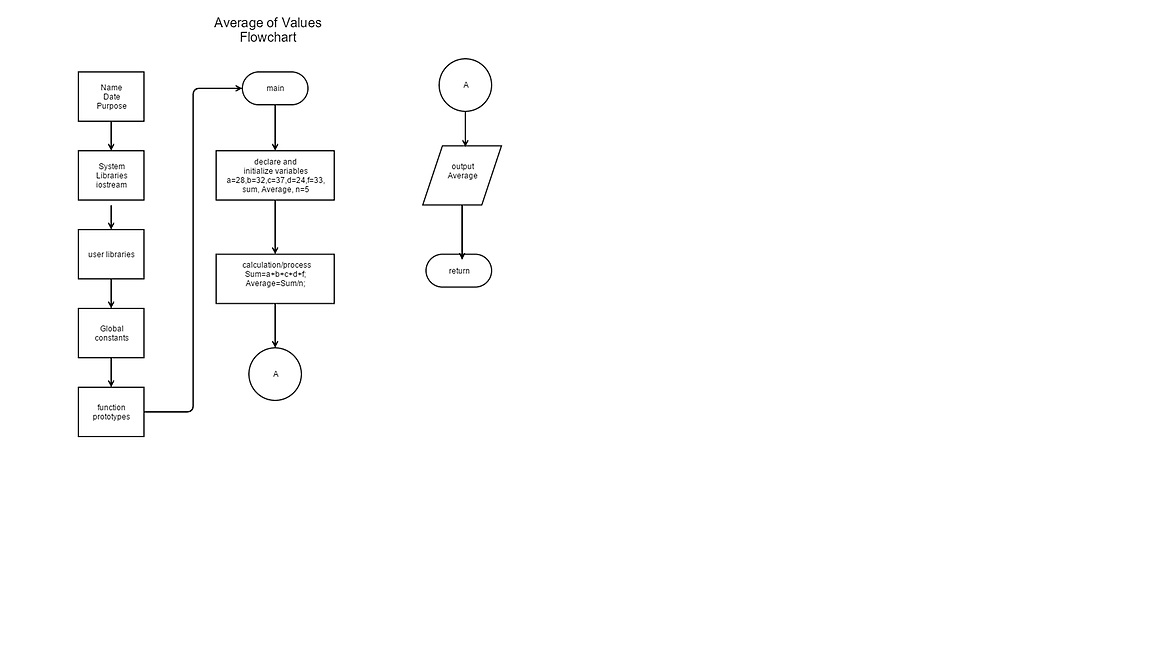 Average of Values
Flowchart
Name
Date
Purpose
System
Libraries
iostream
user libraries
Global
constants
function
prototypes
main
declare and
initialize variables
a=28,b=32,c=37,d=24,f=33,
sum, Average, n=5
calculation/process
Sum=a+b+c+d+f;
Average=Sum/n;
A
A
output
Average
return